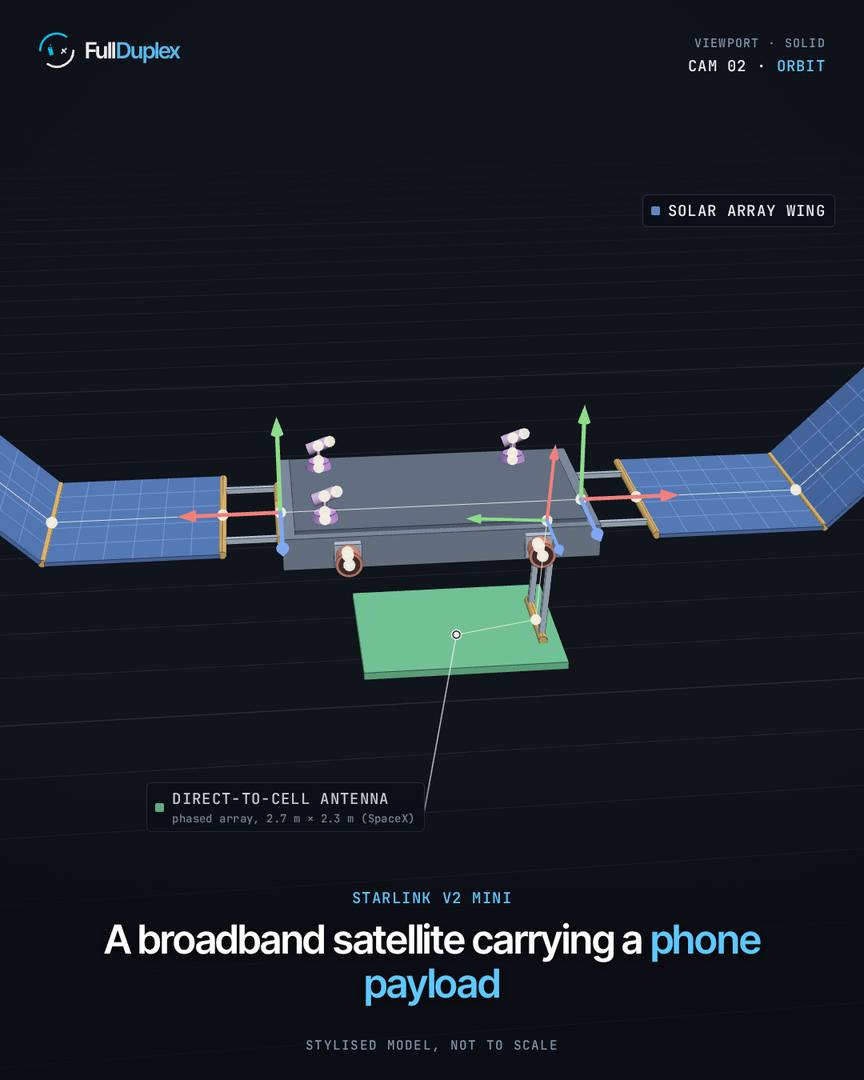 FullDuplex
VIEWPORT · SOLID
CAM 02 · ORBIT
SOLAR ARRAY WING
DIRECT-TO-CELL ANTENNA
phased array, 2.7 m × 2.3 m (SpaceX)
STARLINK V2 MINI
A broadband satellite carrying a phone
payload
STYLISED MODEL, NOT TO SCALE